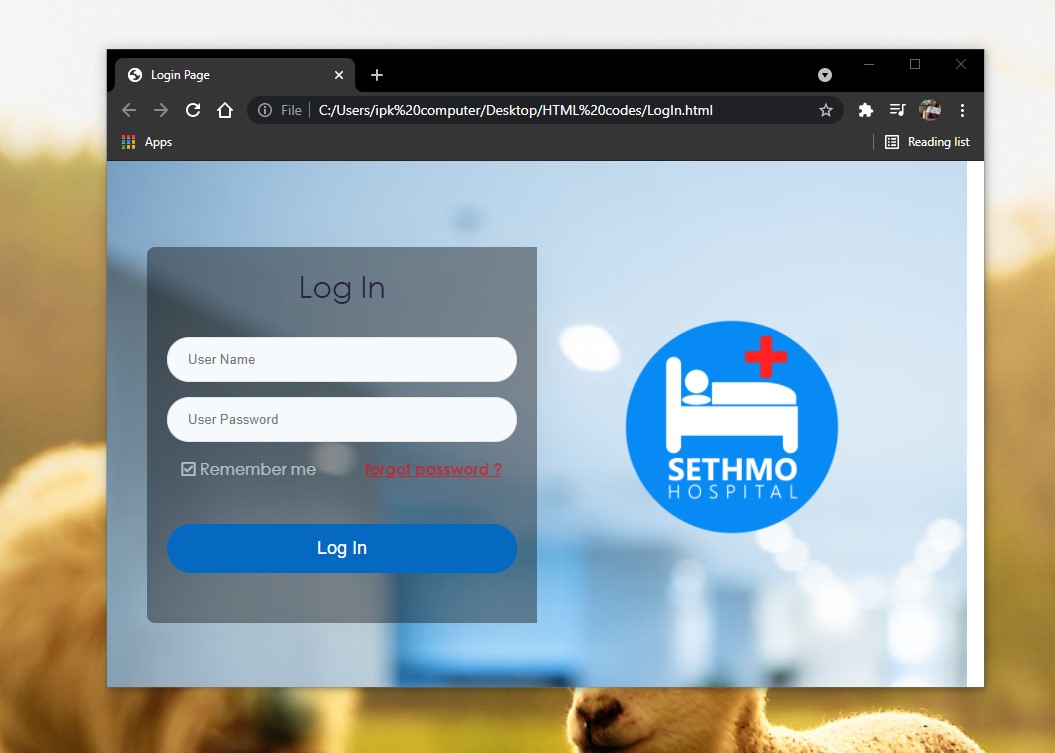 Login Page
File C:/Users/ipk%20computer/Desktop/HTML%20codes/LogIn.html
Apps
Reading list
Log In
User Name
User Password
Remember me
forgot password ?
Log In
SETHMO
HOSPITAL